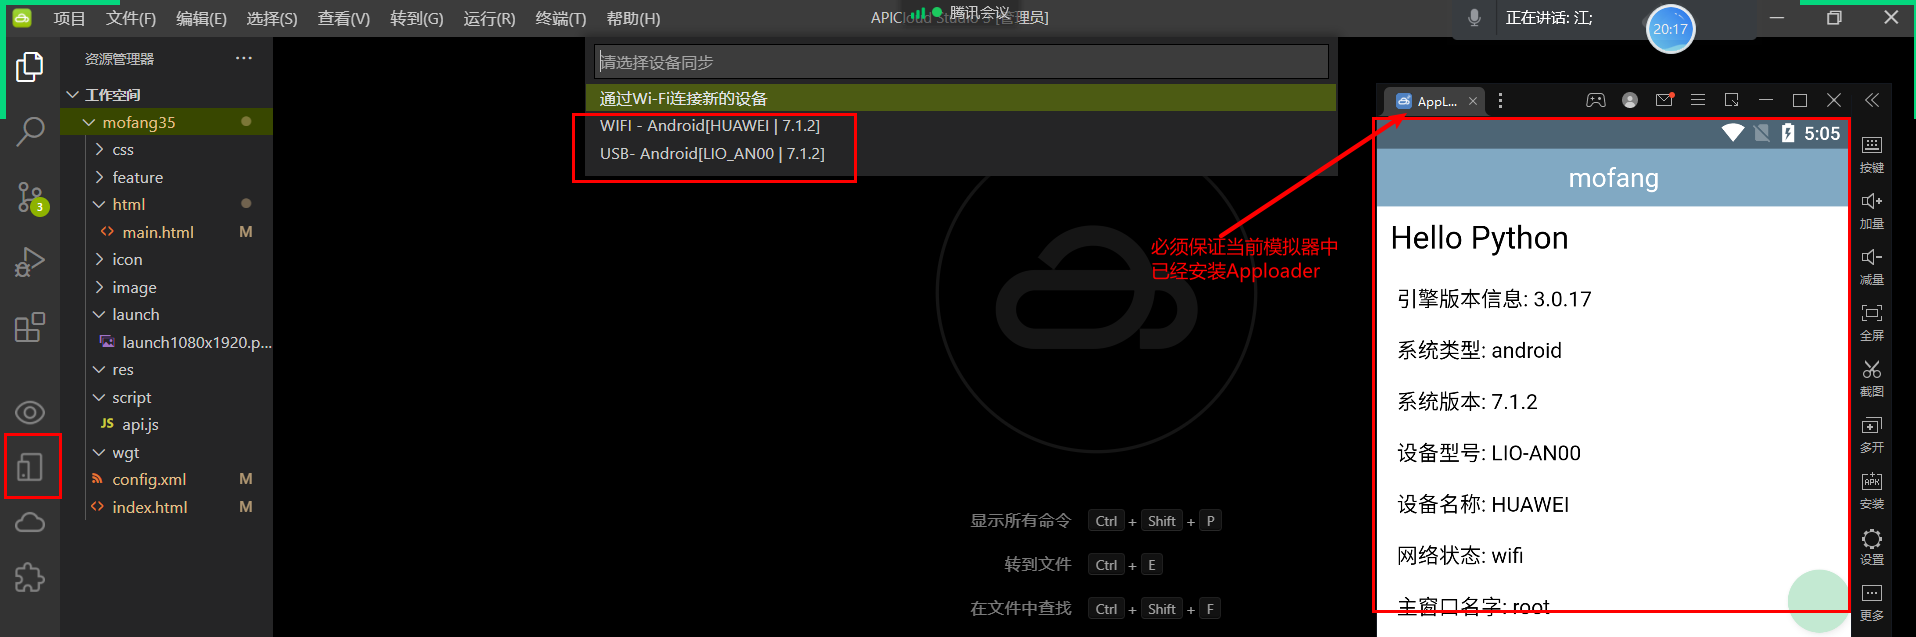 项目 文件(F) 编辑(E) 选择(S) 查看(V) 转到(G) 运行(R) 终端(T) 帮助(H)
腾讯会议
正在讲话: 江;
20:17
资源管理器
工作空间
mofang35
css
feature
html
main.html M
icon
image
launch
launch1080x1920.p...
res
script
JS api.js
wgt
config.xml M
index.html M
3
请选择设备同步
通过Wi-Fi连接新的设备
WIFI - Android[HUAWEI | 7.1.2]
USB- Android[LIO_AN00 | 7.1.2]
必须保证当前模拟器中
已经安装Apploader
显示所有命令 Ctrl + Shift + P
转到文件 Ctrl + E
在文件中查找 Ctrl + Shift + F
AppL...
5:05
mofang
Hello Python
引擎版本信息: 3.0.17
系统类型: android
系统版本: 7.1.2
设备型号: LIO-AN00
设备名称: HUAWEI
网络状态: wifi
主窗口名字: root
按键
加量
减量
全屏
截图
多开
APK
安装
设置
更多